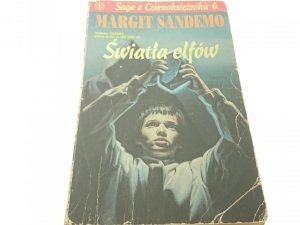 Saga o Czarnoksiężniku 6
MARGIT SANDEMO
Światła elfów